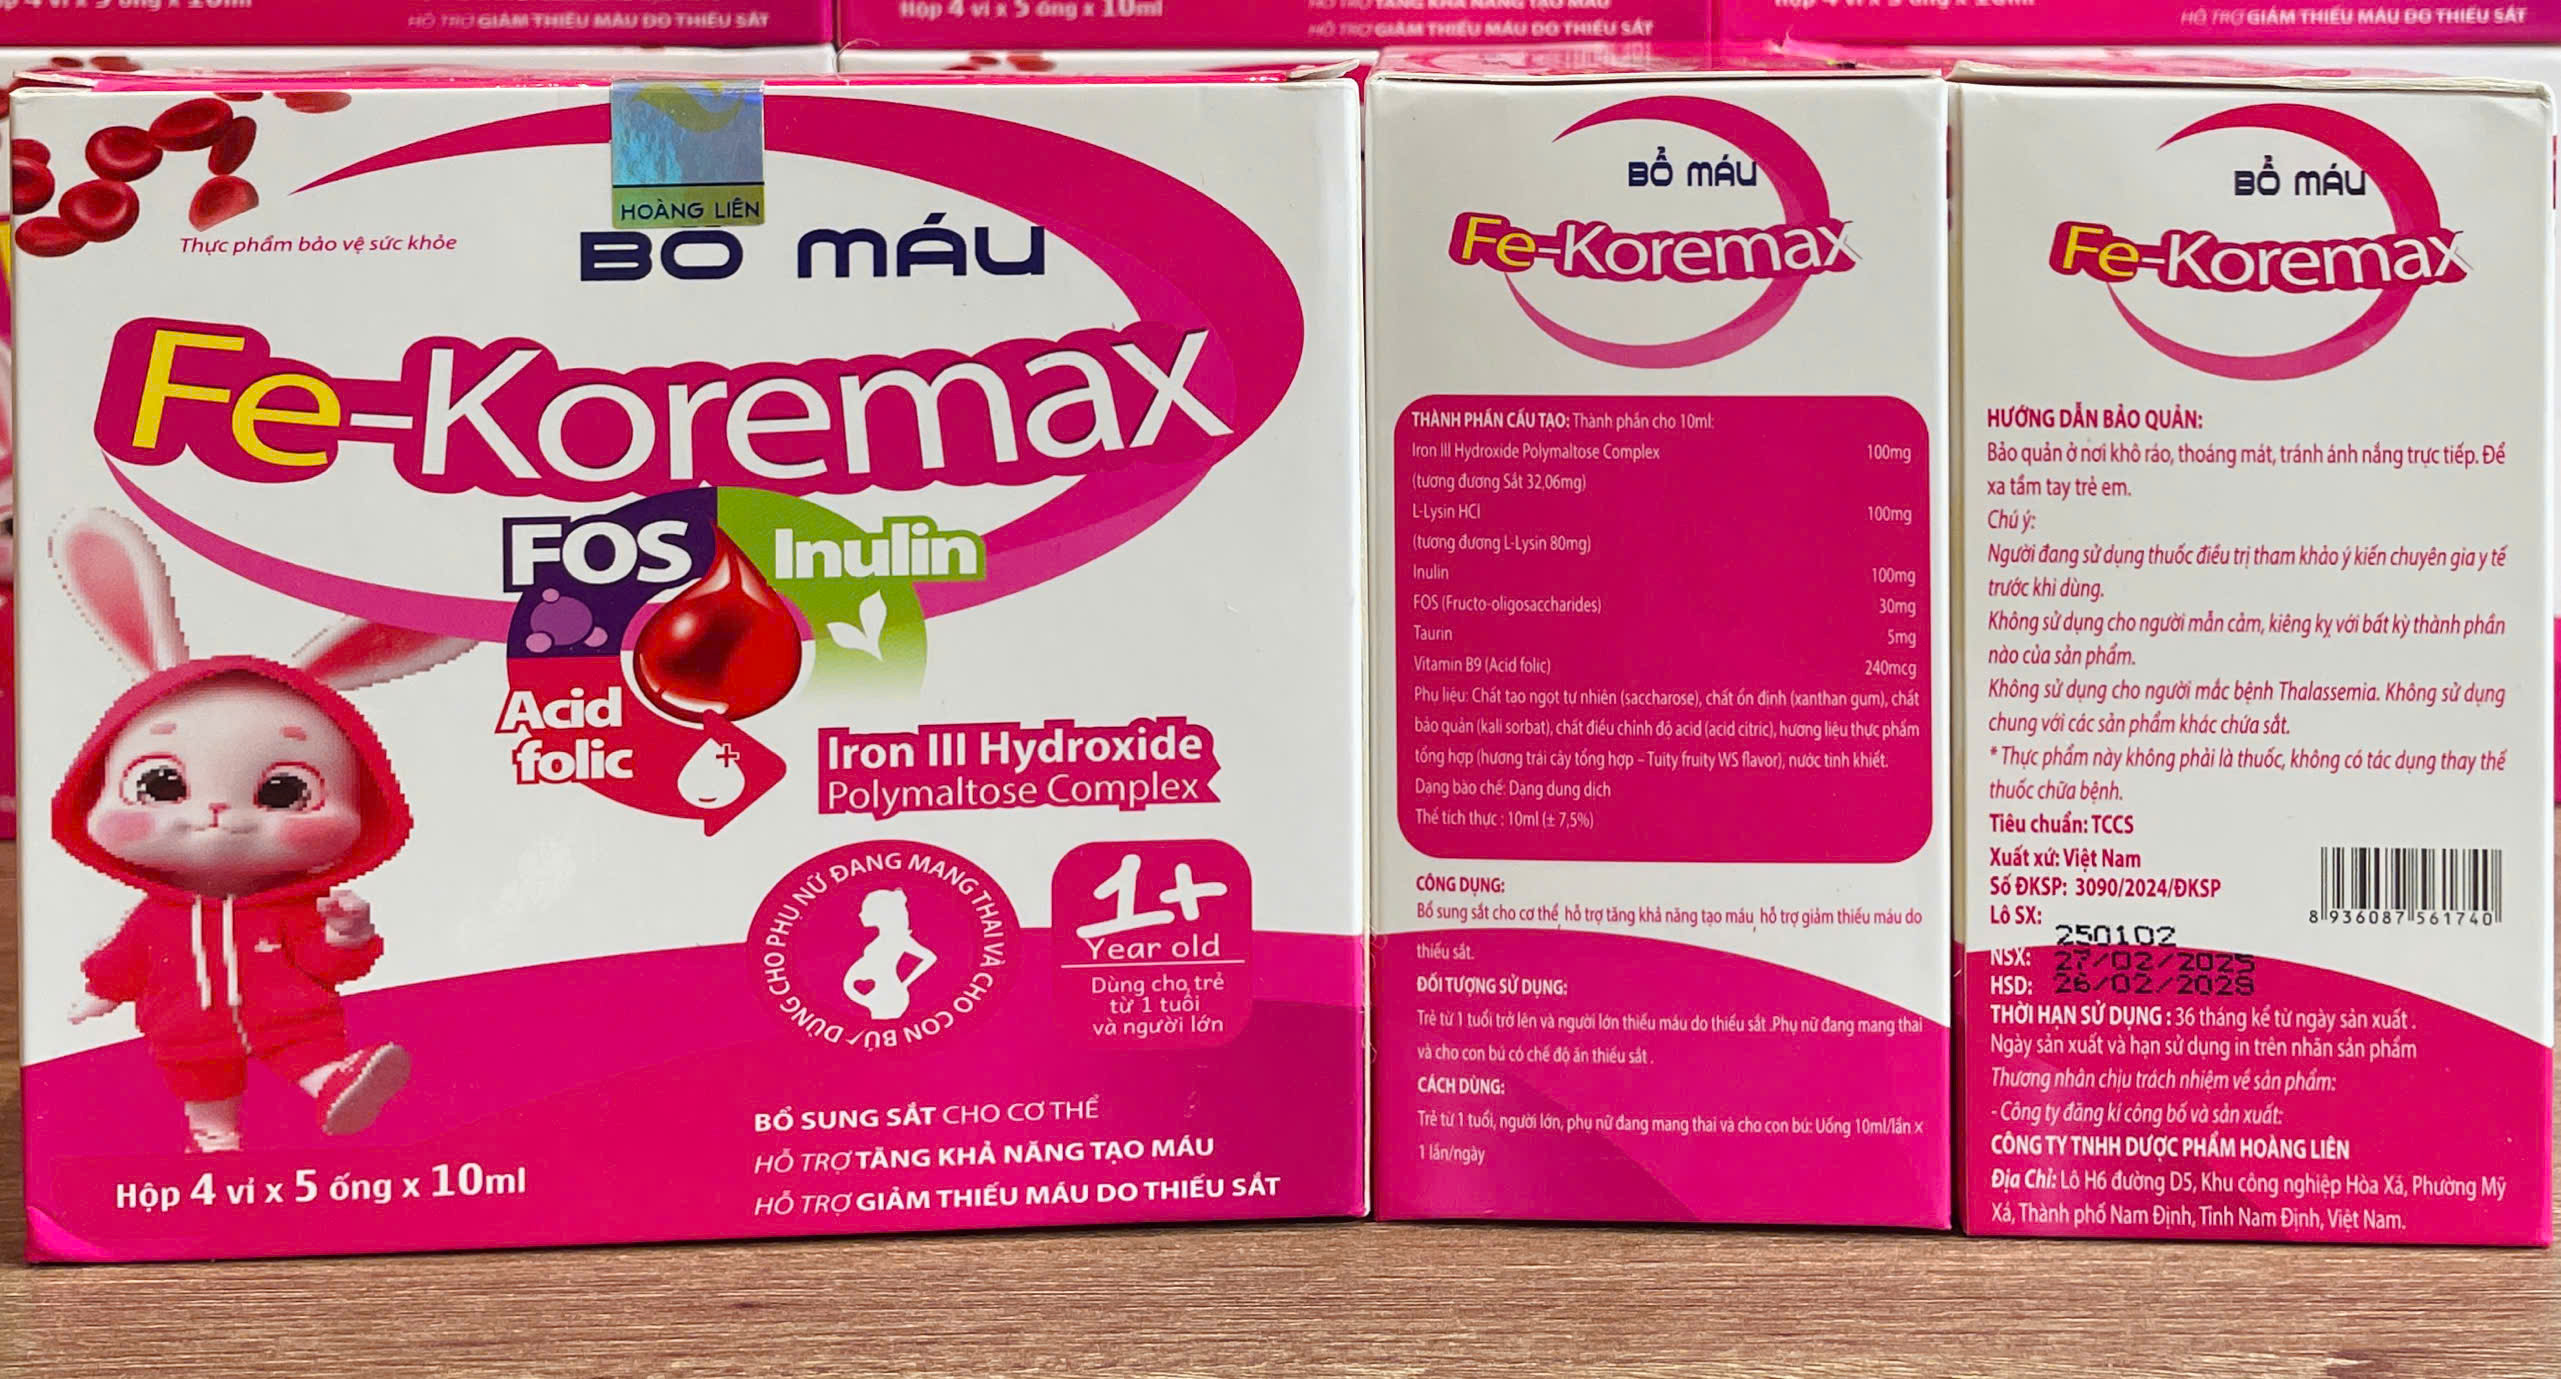 HỖ TRỢ GIẢM THIẾU MÁU DO THIẾU SẮT
Hộp 4 vỉ x 5 ống x 10ml
HỖ TRỢ TĂNG KHẢ NĂNG TẠO MÁU
HỖ TRỢ GIẢM THIẾU MÁU DO THIẾU SẮT
HỖ TRỢ GIẢM THIẾU MÁU DO THIẾU SẮT
HOÀNG LIÊN
Thực phẩm bảo vệ sức khỏe
BỔ MÁU
Fe-Koremax
FOS
Inulin
Acid
folic
Iron III Hydroxide
Polymaltose Complex
DÙNG CHO PHỤ NỮ ĐANG MANG THAI VÀ CHO CON BÚ
1+
Year old
Dùng cho trẻ
từ 1 tuổi
và người lớn
BỔ SUNG SẮT CHO CƠ THỂ
HỖ TRỢ TĂNG KHẢ NĂNG TẠO MÁU
HỖ TRỢ GIẢM THIẾU MÁU DO THIẾU SẮT
Hộp 4 vỉ x 5 ống x 10ml
BỔ MÁU
Fe-Koremax
THÀNH PHẦN CẤU TẠO: Thành phần cho 10ml:
Iron III Hydroxide Polymaltose Complex 100mg
(tương đương Sắt 32,06mg)
L-Lysin HCl 100mg
(tương đương L-Lysin 80mg)
Inulin 100mg
FOS (Fructo-oligosaccharides) 30mg
Taurin 5mg
Vitamin B9 (Acid folic) 240mcg
Phụ liệu: Chất tạo ngọt tự nhiên (saccharose), chất ổn định (xanthan gum), chất
bảo quản (kali sorbat), chất điều chỉnh độ acid (acid citric), hương liệu thực phẩm
tổng hợp (hương trái cây tổng hợp – Tuity fruity WS flavor), nước tinh khiết.
Dạng bào chế: Dạng dung dịch
Thể tích thực : 10ml (± 7,5%)
CÔNG DỤNG:
Bổ sung sắt cho cơ thể, hỗ trợ tăng khả năng tạo máu, hỗ trợ giảm thiếu máu do
thiếu sắt.
ĐỐI TƯỢNG SỬ DỤNG:
Trẻ từ 1 tuổi trở lên và người lớn thiếu máu do thiếu sắt .Phụ nữ đang mang thai
và cho con bú có chế độ ăn thiếu sắt .
CÁCH DÙNG:
Trẻ từ 1 tuổi, người lớn, phụ nữ đang mang thai và cho con bú: Uống 10ml/lần x
1 lần/ngày
BỔ MÁU
Fe-Koremax
HƯỚNG DẪN BẢO QUẢN:
Bảo quản ở nơi khô ráo, thoáng mát, tránh ánh nắng trực tiếp. Để
xa tầm tay trẻ em.
Chú ý:
Người đang sử dụng thuốc điều trị tham khảo ý kiến chuyên gia y tế
trước khi dùng.
Không sử dụng cho người mẫn cảm, kiêng kỵ với bất kỳ thành phần
nào của sản phẩm.
Không sử dụng cho người mắc bệnh Thalassemia. Không sử dụng
chung với các sản phẩm khác chứa sắt.
* Thực phẩm này không phải là thuốc, không có tác dụng thay thế
thuốc chữa bệnh.
Tiêu chuẩn: TCCS
Xuất xứ: Việt Nam
Số ĐKSP: 3090/2024/ĐKSP
Lô SX: 250102
NSX: 27/02/2025
HSD: 26/02/2028
8 936087 561740
THỜI HẠN SỬ DỤNG : 36 tháng kể từ ngày sản xuất .
Ngày sản xuất và hạn sử dụng in trên nhãn sản phẩm
Thương nhân chịu trách nhiệm về sản phẩm:
- Công ty đăng kí công bố và sản xuất:
CÔNG TY TNHH DƯỢC PHẨM HOÀNG LIÊN
Địa Chỉ: Lô H6 đường D5, Khu công nghiệp Hòa Xá, Phường Mỹ
Xá, Thành phố Nam Định, Tỉnh Nam Định, Việt Nam.